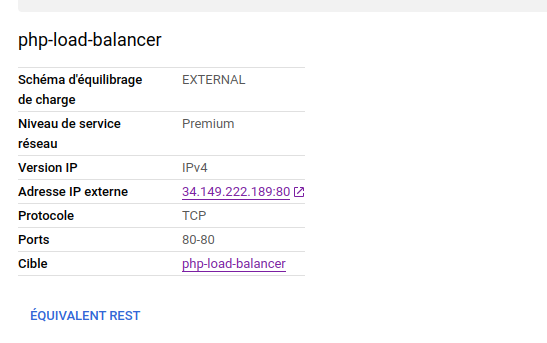 php-load-balancer
Schéma d'équilibrage de charge EXTERNAL
Niveau de service réseau Premium
Version IP IPv4
Adresse IP externe 34.149.222.189:80
Protocole TCP
Ports 80-80
Cible php-load-balancer
ÉQUIVALENT REST